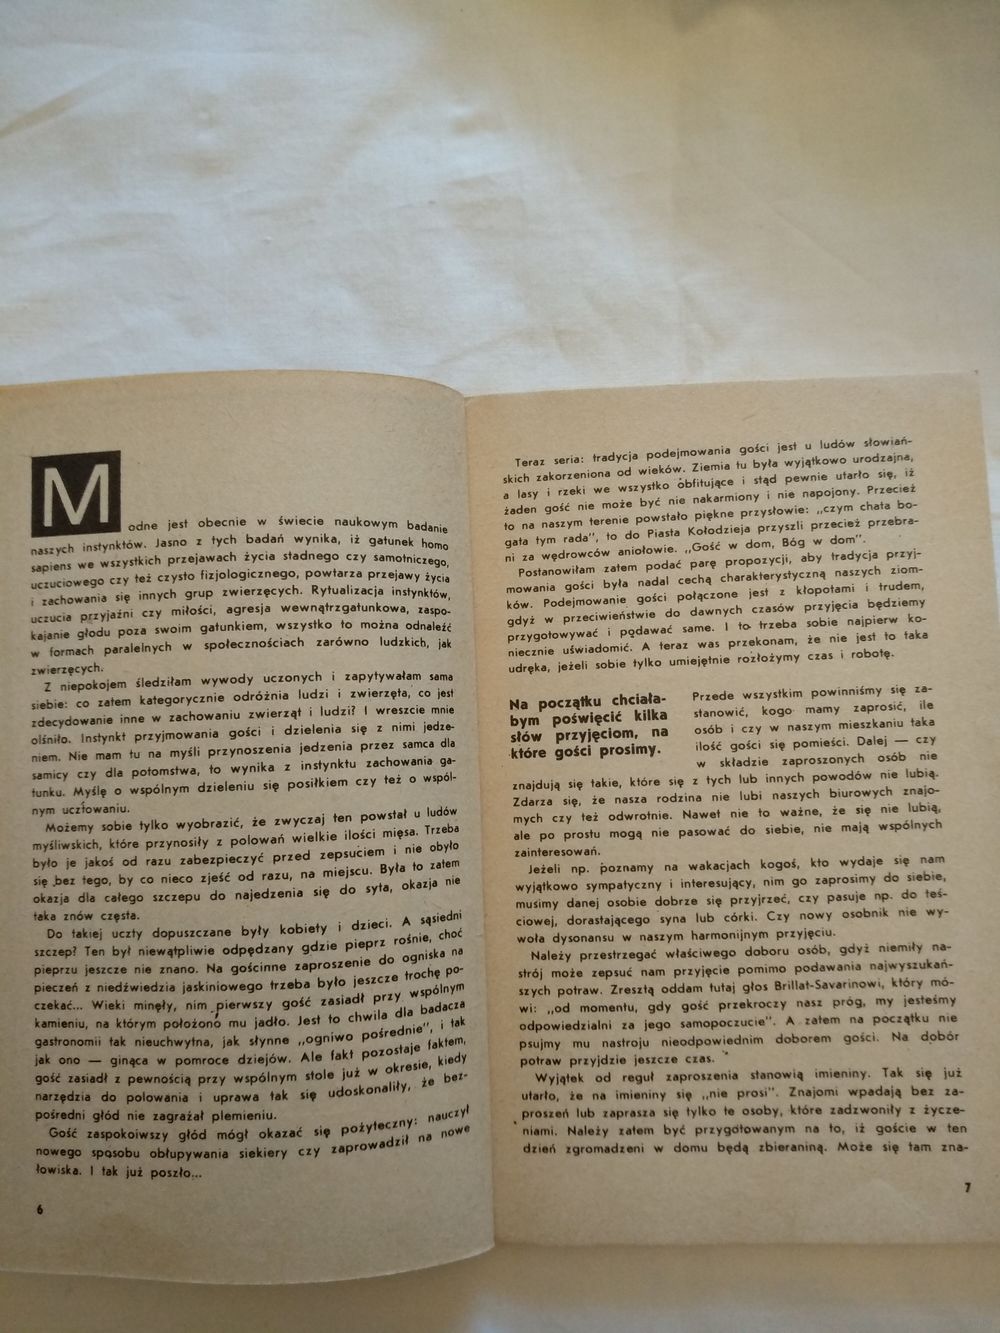 Modne jest obecnie w świecie naukowym badanie
naszych instynktów. Jasno z tych badań wynika, iż gatunek homo
sapiens we wszystkich przejawach życia stadnego czy samotniczego,
uczuciowego czy też czysto fizjologicznego, powtarza przejawy życia
i zachowania się innych grup zwierzęcych. Rytualizacja instynktów,
uczucia przyjaźni czy miłości, agresja wewnątrzgatunkowa, zaspo-
kajanie głodu poza swoim gatunkiem, wszystko to można odnaleźć
w formach paralelnych w społecznościach zarówno ludzkich, jak
zwierzęcych.
Z niepokojem śledziłam wywody uczonych i zapytywałam sama
siebie: co zatem kategorycznie odróżnia ludzi i zwierzęta, co jest
zdecydowanie inne w zachowaniu zwierząt i ludzi? I wreszcie mnie
olśniło. Instynkt przyjmowania gości i dzielenia się z nimi jedze-
niem. Nie mam tu na myśli przynoszenia jedzenia przez samca dla
samicy czy dla potomstwa, to wynika z instynktu zachowania ga-
tunku. Myślę o wspólnym dzieleniu się posiłkiem czy też o wspól-
nym ucztowaniu.
Możemy sobie tylko wyobrazić, że zwyczaj ten powstał u ludów
myśliwskich, które przynosiły z polowań wielkie ilości mięsa. Trzeba
było je jakoś od razu zabezpieczyć przed zepsuciem i nie obyło
się bez tego, by co nieco zjeść od razu, na miejscu. Była to zatem
okazja dla całego szczepu do najedzenia się do syta, okazja nie
taka znów częsta.
Do takiej uczty dopuszczane były kobiety i dzieci. A sąsiedni
szczep? Ten był niewątpliwie odpędzany gdzie pieprz rośnie, choć
pieprzu jeszcze nie znano. Na gościnne zaproszenie do ogniska na
pieczeń z niedźwiedzia jaskiniowego trzeba było jeszcze trochę po-
czekać... Wieki minęły, nim pierwszy gość zasiadł przy wspólnym
kamieniu, na którym położono mu jadło. Jest to chwila dla badacza
gastronomii tak nieuchwytna, jak słynne „ogniwo pośrednie”, i tak
jak ono — ginąca w pomroce dziejów. Ale fakt pozostaje faktem,
gość zasiadł z pewnością przy wspólnym stole już w okresie, kiedy
narzędzia do polowania i uprawa tak się udoskonaliły, że bez-
pośredni głód nie zagrażał plemieniu.
Gość zaspokoiwszy głód mógł okazać się pożyteczny: nauczył
nowego sposobu obłupywania siekiery czy zaprowadził na nowe
łowiska. I tak już poszło...
6
Teraz seria: tradycja podejmowania gości jest u ludów słowiań-
skich zakorzeniona od wieków. Ziemia tu była wyjątkowo urodzajna,
a lasy i rzeki we wszystko obfitujące i stąd pewnie utarło się, iż
żaden gość nie może być nie nakarmiony i nie napojony. Przecież
to na naszym terenie powstało piękne przysłowie: „czym chata bo-
gata tym rada”, to do Piasta Kołodzieja przyszli przecież przebra-
ni za wędrowców aniołowie. „Gość w dom, Bóg w dom”.
Postanowiłam zatem podać parę propozycji, aby tradycja przyj-
mowania gości była nadal cechą charakterystyczną naszych ziom-
ków. Podejmowanie gości połączone jest z kłopotami i trudem,
gdyż w przeciwieństwie do dawnych czasów przyjęcia będziemy
przygotowywać i podawać same. I to trzeba sobie najpierw ko-
niecznie uświadomić. A teraz was przekonam, że nie jest to taka
udręka, jeżeli sobie tylko umiejętnie rozłożymy czas i robotę.
Na początku chciała-
bym poświęcić kilka
słów przyjęciom, na
które gości prosimy.
Przede wszystkim powinniśmy się za-
stanowić, kogo mamy zaprosić, ile
osób i czy w naszym mieszkaniu taka
ilość gości się pomieści. Dalej — czy
w składzie zaproszonych osób nie
znajdują się takie, które się z tych lub innych powodów nie lubią.
Zdarza się, że nasza rodzina nie lubi naszych biurowych znajo-
mych czy też odwrotnie. Nawet nie to ważne, że się nie lubią,
ale po prostu mogą nie pasować do siebie, nie mają wspólnych
zainteresowań.
Jeżeli np. poznamy na wakacjach kogoś, kto wydaje się nam
wyjątkowo sympatyczny i interesujący, nim go zaprosimy do siebie,
musimy danej osobie dobrze się przyjrzeć, czy pasuje np. do teś-
ciowej, dorastającego syna lub córki. Czy nowy osobnik nie wy-
woła dysonansu w naszym harmonijnym przyjęciu.
Należy przestrzegać właściwego doboru osób, gdyż niemiły na-
strój może zepsuć nam przyjęcie pomimo podawania najwyszukań-
szych potraw. Zresztą oddam tutaj głos Brillat-Savarinowi, który mó-
wi: „od momentu, gdy gość przekroczy nasz próg, my jesteśmy
odpowiedzialni za jego samopoczucie”. A zatem na początku nie
psujmy mu nastroju nieodpowiednim doborem gości. Na dobór
potraw przyjdzie jeszcze czas.
Wyjątek od reguł zaproszenia stanowią imieniny. Tak się już
utarło, że na imieniny się „nie prosi”. Znajomi wpadają bez za-
proszeń lub zaprasza się tylko te osoby, które zadzwoniły z życze-
niami. Należy zatem być przygotowanym na to, iż goście w ten
dzień zgromadzeni w domu będą zbieraniną. Może się tam zna-
7